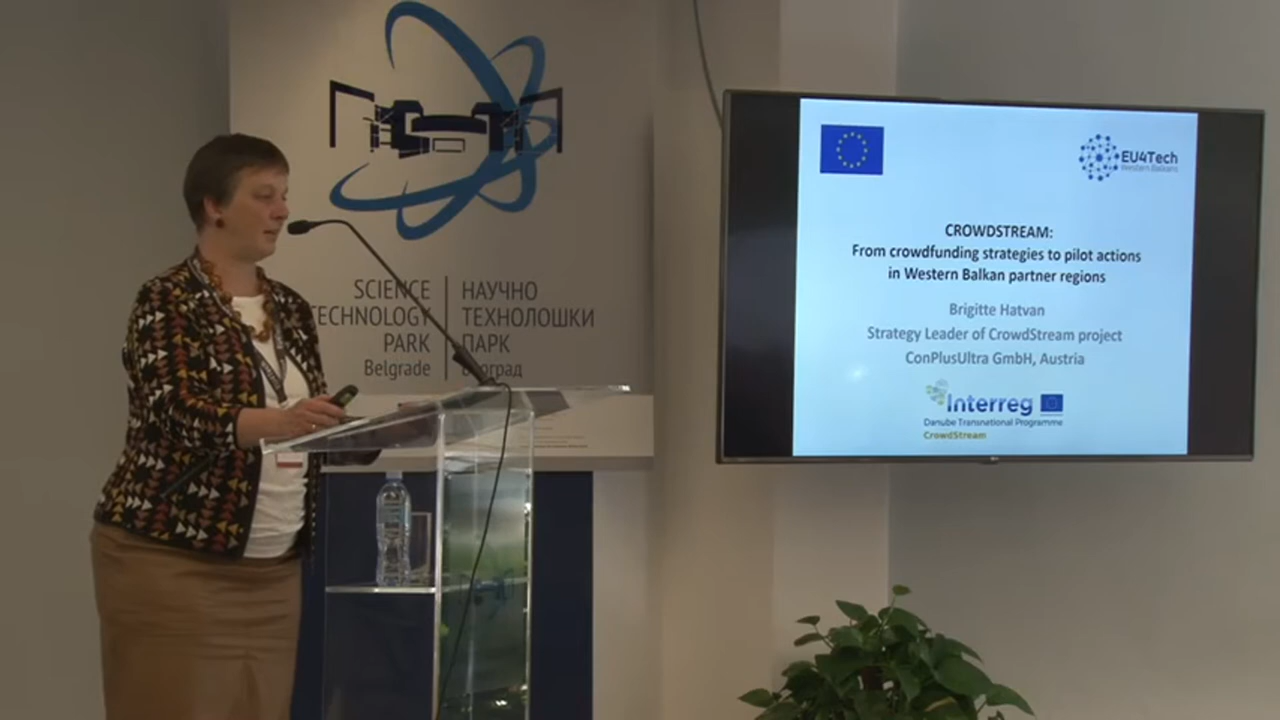 SCIENCE
TECHNOLOGY
PARK
Belgrade
НАУЧНО
ТЕХНОЛОШКИ
ПАРК
Београд
EU4Tech
Western Balkans
CROWDSTREAM:
From crowdfunding strategies to pilot actions
in Western Balkan partner regions
Brigitte Hatvan
Strategy Leader of CrowdStream project
ConPlusUltra GmbH, Austria
Interreg
Danube Transnational Programme
CrowdStream